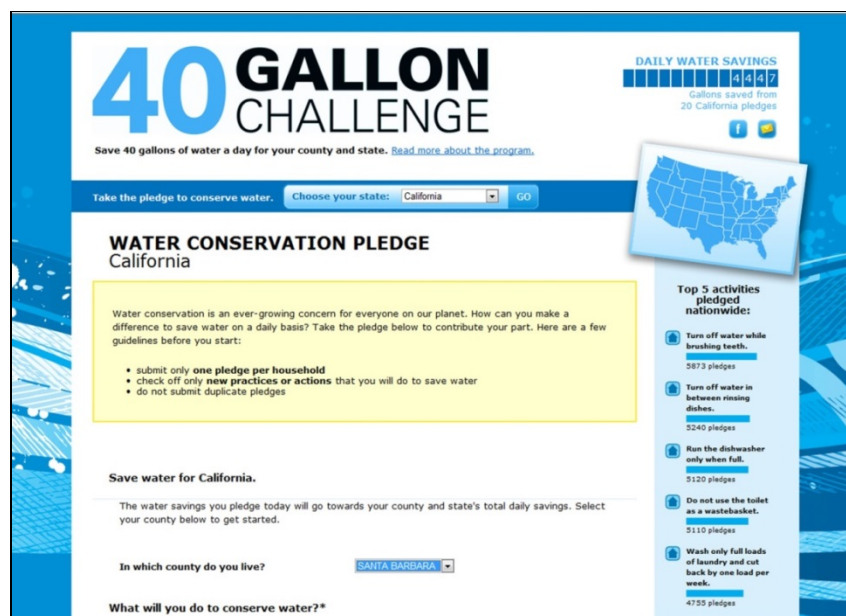 40 GALLON
CHALLENGE
Save 40 gallons of water a day for your county and state. Read more about the program.
DAILY WATER SAVINGS
4447
Gallons saved from
20 California pledges
f
Take the pledge to conserve water.
Choose your state: California GO
WATER CONSERVATION PLEDGE
California
Water conservation is an ever-growing concern for everyone on our planet. How can you make a
difference to save water on a daily basis? Take the pledge below to contribute your part. Here are a few
guidelines before you start:
• submit only one pledge per household
• check off only new practices or actions that you will do to save water
• do not submit duplicate pledges
Save water for California.
The water savings you pledge today will go towards your county and state's total daily savings. Select
your county below to get started.
In which county do you live? SANTA BARBARA
What will you do to conserve water?*
Top 5 activities
pledged
nationwide:
Turn off water while
brushing teeth.
5873 pledges
Turn off water in
between rinsing
dishes.
5240 pledges
Run the dishwasher
only when full.
5120 pledges
Do not use the toilet
as a wastebasket.
5110 pledges
Wash only full loads
of laundry and cut
back by one load per
week.
4755 pledges